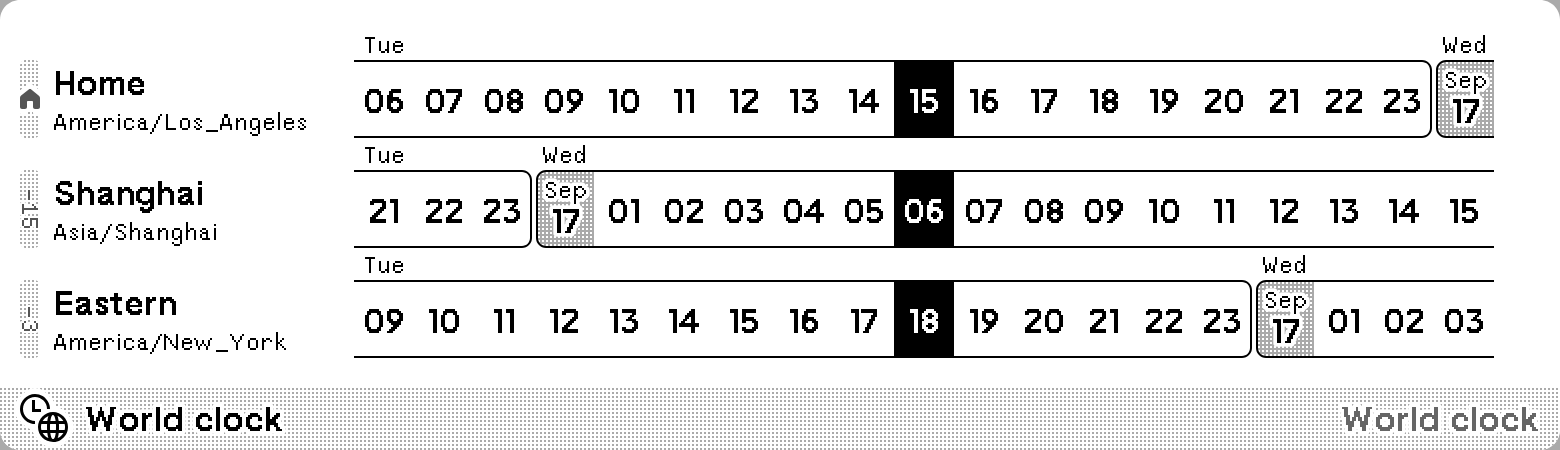 Tue Wed
Home
America/Los_Angeles
06 07 08 09 10 11 12 13 14 15 16 17 18 19 20 21 22 23 Sep 17
Tue Wed
-15
Shanghai
Asia/Shanghai
21 22 23 Sep 17 01 02 03 04 05 06 07 08 09 10 11 12 13 14 15
Tue Wed
-3
Eastern
America/New_York
09 10 11 12 13 14 15 16 17 18 19 20 21 22 23 Sep 17 01 02 03
World clock World clock